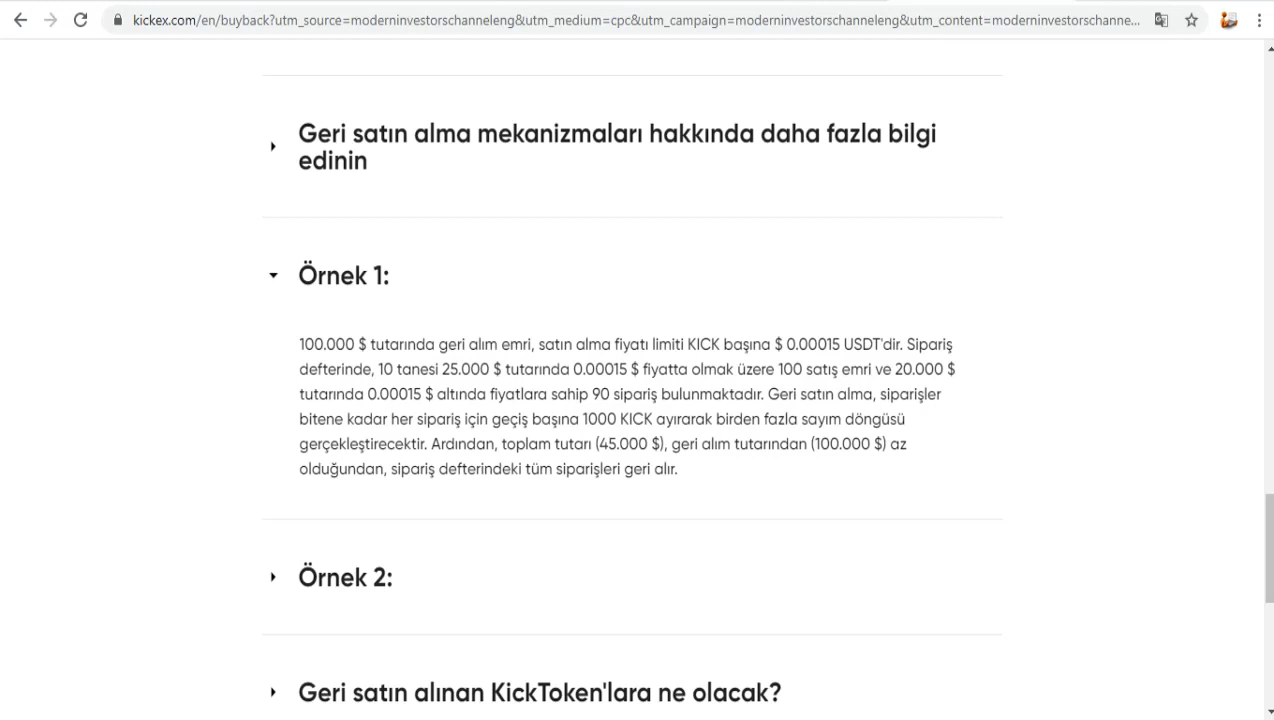 kickex.com/en/buyback?utm_source=moderninvestorschanneleng&utm_medium=cpc&utm_campaign=moderninvestorschanneleng&utm_content=moderninvestorschanne...
Geri satın alma mekanizmaları hakkında daha fazla bilgi
edinin
Örnek 1:
100.000 $ tutarında geri alım emri, satın alma fiyatı limiti KICK başına $ 0.00015 USDT'dir. Sipariş
defterinde, 10 tanesi 25.000 $ tutarında 0.00015 $ fiyatta olmak üzere 100 satış emri ve 20.000 $
tutarında 0.00015 $ altında fiyatlara sahip 90 sipariş bulunmaktadır. Geri satın alma, siparişler
bitene kadar her sipariş için geçiş başına 1000 KICK ayırarak birden fazla sayım döngüsü
gerçekleştirecektir. Ardından, toplam tutarı (45.000 $), geri alım tutarından (100.000 $) az
olduğundan, sipariş defterindeki tüm siparişleri geri alır.
Örnek 2:
Geri satın alınan KickToken'lara ne olacak?